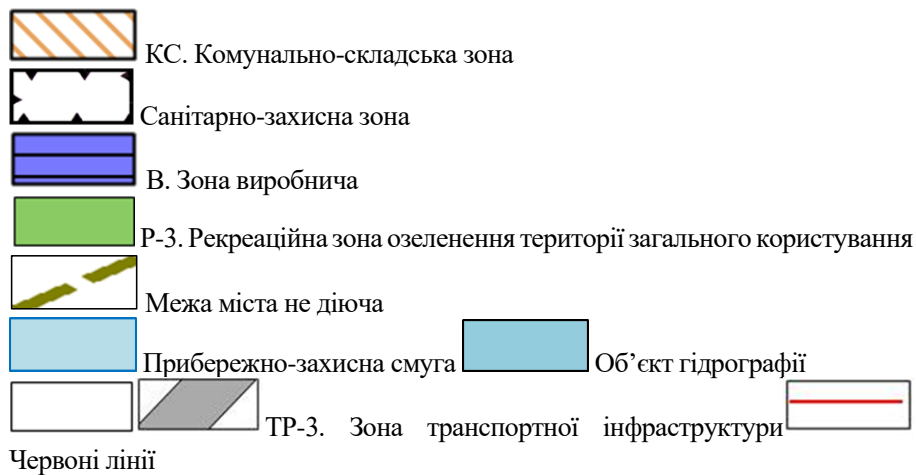 КС. Комунально-складська зона
Санітарно-захисна зона
В. Зона виробнича
Р-3. Рекреаційна зона озеленення території загального користування
Межа міста не діюча
Прибережно-захисна смуга Об’єкт гідрографії
ТР-3. Зона транспортної інфраструктури
Червоні лінії